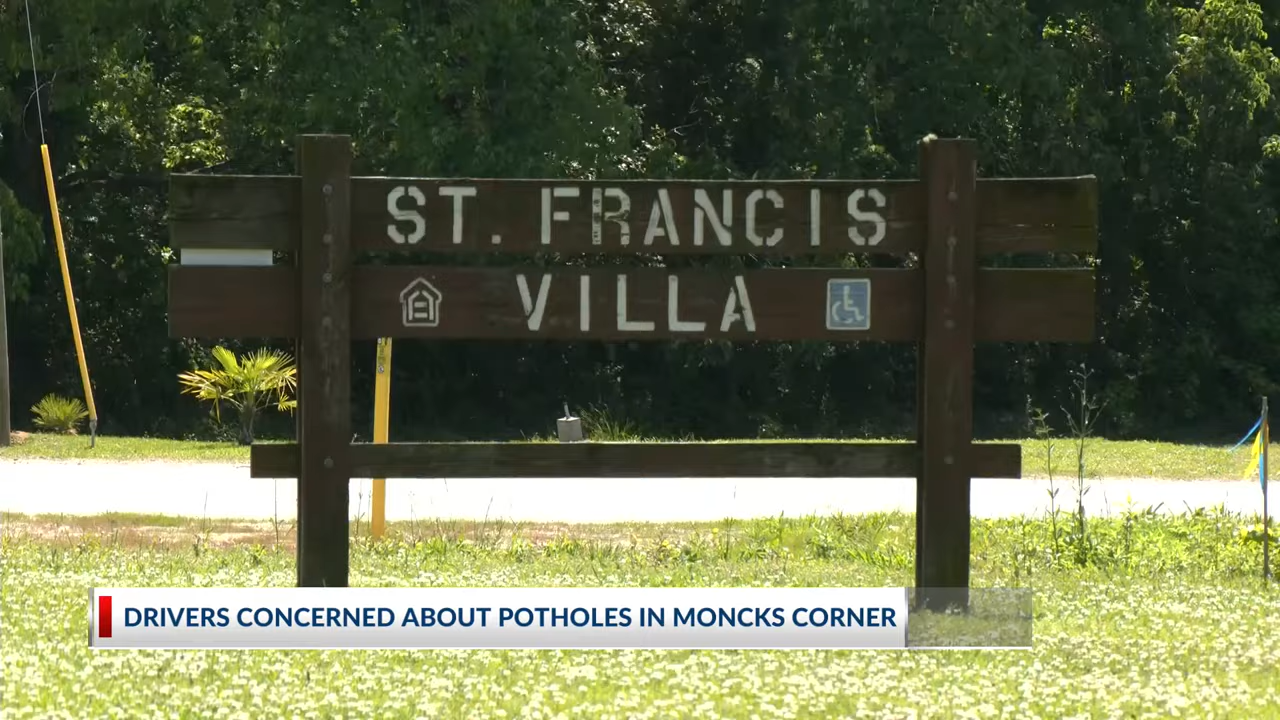 ST. FRANCIS
VILLA
DRIVERS CONCERNED ABOUT POTHOLES IN MONCKS CORNER